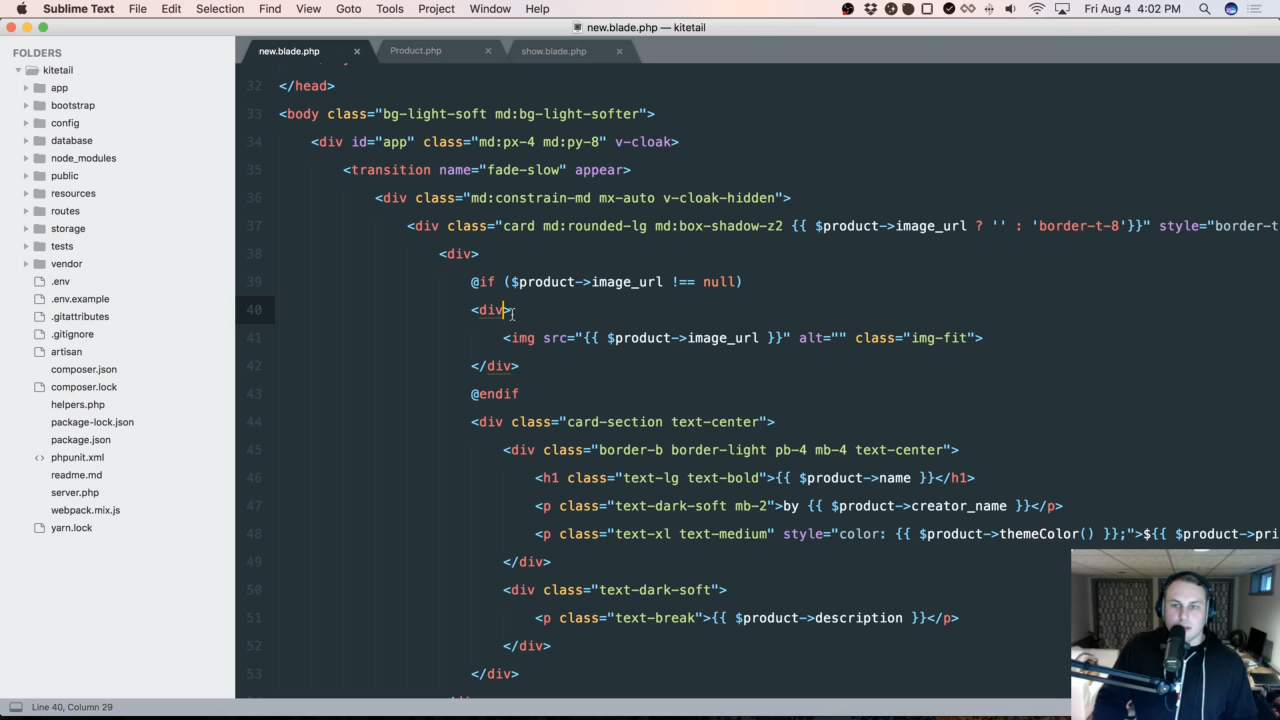 Sublime Text File Edit Selection Find View Goto Tools Project Window Help Fri Aug 4 4:02 PM
new.blade.php — kitetail
FOLDERS
kitetail
app
bootstrap
config
database
node_modules
public
resources
routes
storage
tests
vendor
.env
.env.example
.gitattributes
.gitignore
artisan
composer.json
composer.lock
helpers.php
package-lock.json
package.json
phpunit.xml
readme.md
server.php
webpack.mix.js
yarn.lock
new.blade.php Product.php show.blade.php
32 </head>
33 <body class="bg-light-soft md:bg-light-softer">
34 <div id="app" class="md:px-4 md:py-8" v-cloak>
35 <transition name="fade-slow" appear>
36 <div class="md:constrain-md mx-auto v-cloak-hidden">
37 <div class="card md:rounded-lg md:box-shadow-z2 {{ $product->image_url ? '' : 'border-t-8'}}" style="border-t
38 <div>
39 @if ($product->image_url !== null)
40 <div>
41 <img src="{{ $product->image_url }}" alt="" class="img-fit">
42 </div>
43 @endif
44 <div class="card-section text-center">
45 <div class="border-b border-light pb-4 mb-4 text-center">
46 <h1 class="text-lg text-bold">{{ $product->name }}</h1>
47 <p class="text-dark-soft mb-2">by {{ $product->creator_name }}</p>
48 <p class="text-xl text-medium" style="color: {{ $product->themeColor() }};">${{ $product->pri
49 </div>
50 <div class="text-dark-soft">
51 <p class="text-break">{{ $product->description }}</p>
52 </div>
53 </div>
Line 40, Column 29